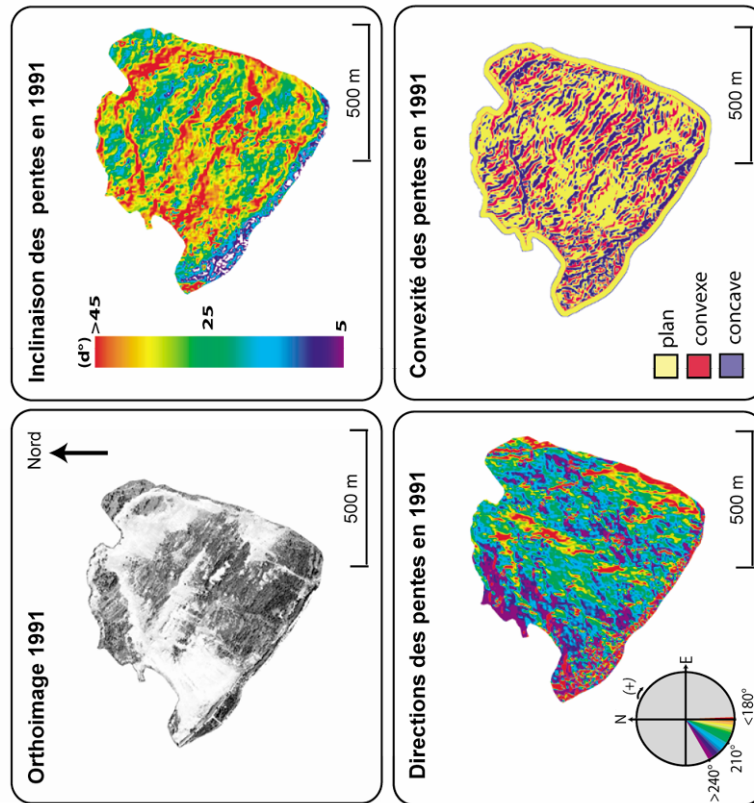 Orthoimage 1991
Nord
500 m
Inclinaison des pentes en 1991
(d°) >45
25
5
500 m
Directions des pentes en 1991
N
(+)
E
>240°
210°
<180°
500 m
Convexité des pentes en 1991
plan
convexe
concave
500 m